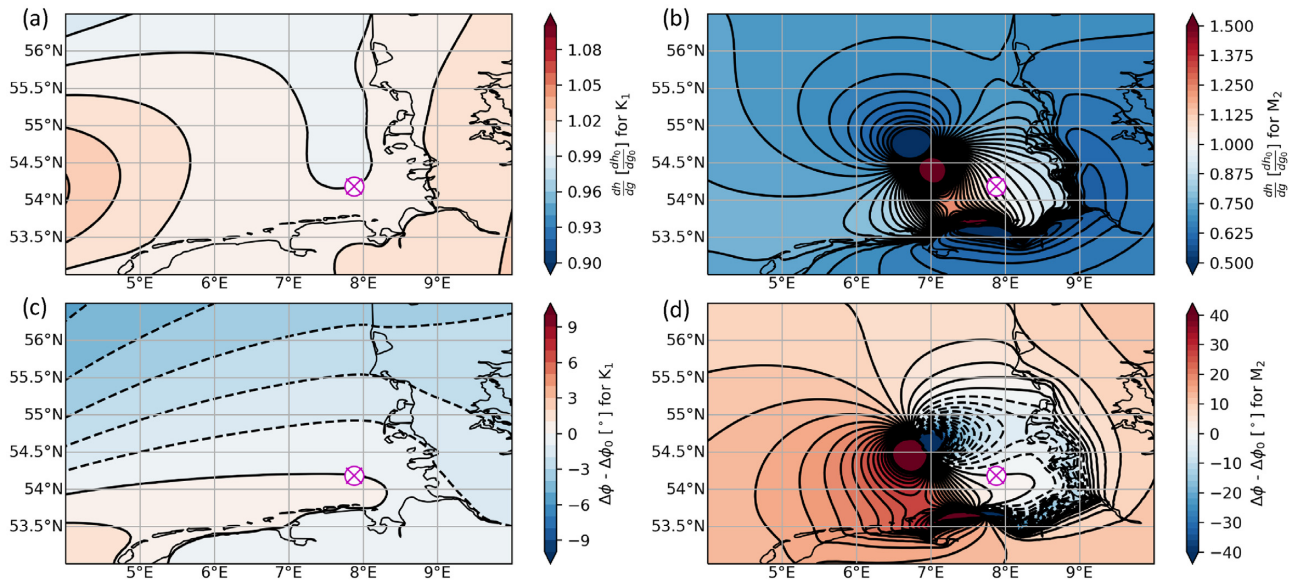 (a)
56°N
55.5°N
55°N
54.5°N
54°N
53.5°N
5°E 6°E 7°E 8°E 9°E
1.08
1.05
1.02
0.99
0.96
0.93
0.90
dh/dg [dh₀/dg₀] for K₁
(b)
56°N
55.5°N
55°N
54.5°N
54°N
53.5°N
5°E 6°E 7°E 8°E 9°E
1.500
1.375
1.250
1.125
1.000
0.875
0.750
0.625
0.500
dh/dg [dh₀/dg₀] for M₂
(c)
56°N
55.5°N
55°N
54.5°N
54°N
53.5°N
5°E 6°E 7°E 8°E 9°E
9
6
3
0
−3
−6
−9
Δϕ - Δϕ₀ [°] for K₁
(d)
56°N
55.5°N
55°N
54.5°N
54°N
53.5°N
5°E 6°E 7°E 8°E 9°E
40
30
20
10
0
−10
−20
−30
−40
Δϕ - Δϕ₀ [°] for M₂